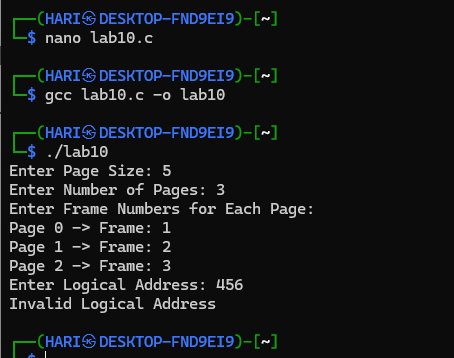 ┌──(HARI㉿DESKTOP-FND9EI9)-[~]
└─$ nano lab10.c
┌──(HARI㉿DESKTOP-FND9EI9)-[~]
└─$ gcc lab10.c -o lab10
┌──(HARI㉿DESKTOP-FND9EI9)-[~]
└─$ ./lab10
Enter Page Size: 5
Enter Number of Pages: 3
Enter Frame Numbers for Each Page:
Page 0 -> Frame: 1
Page 1 -> Frame: 2
Page 2 -> Frame: 3
Enter Logical Address: 456
Invalid Logical Address
┌──(HARI㉿DESKTOP-FND9EI9)-[~]
└─$